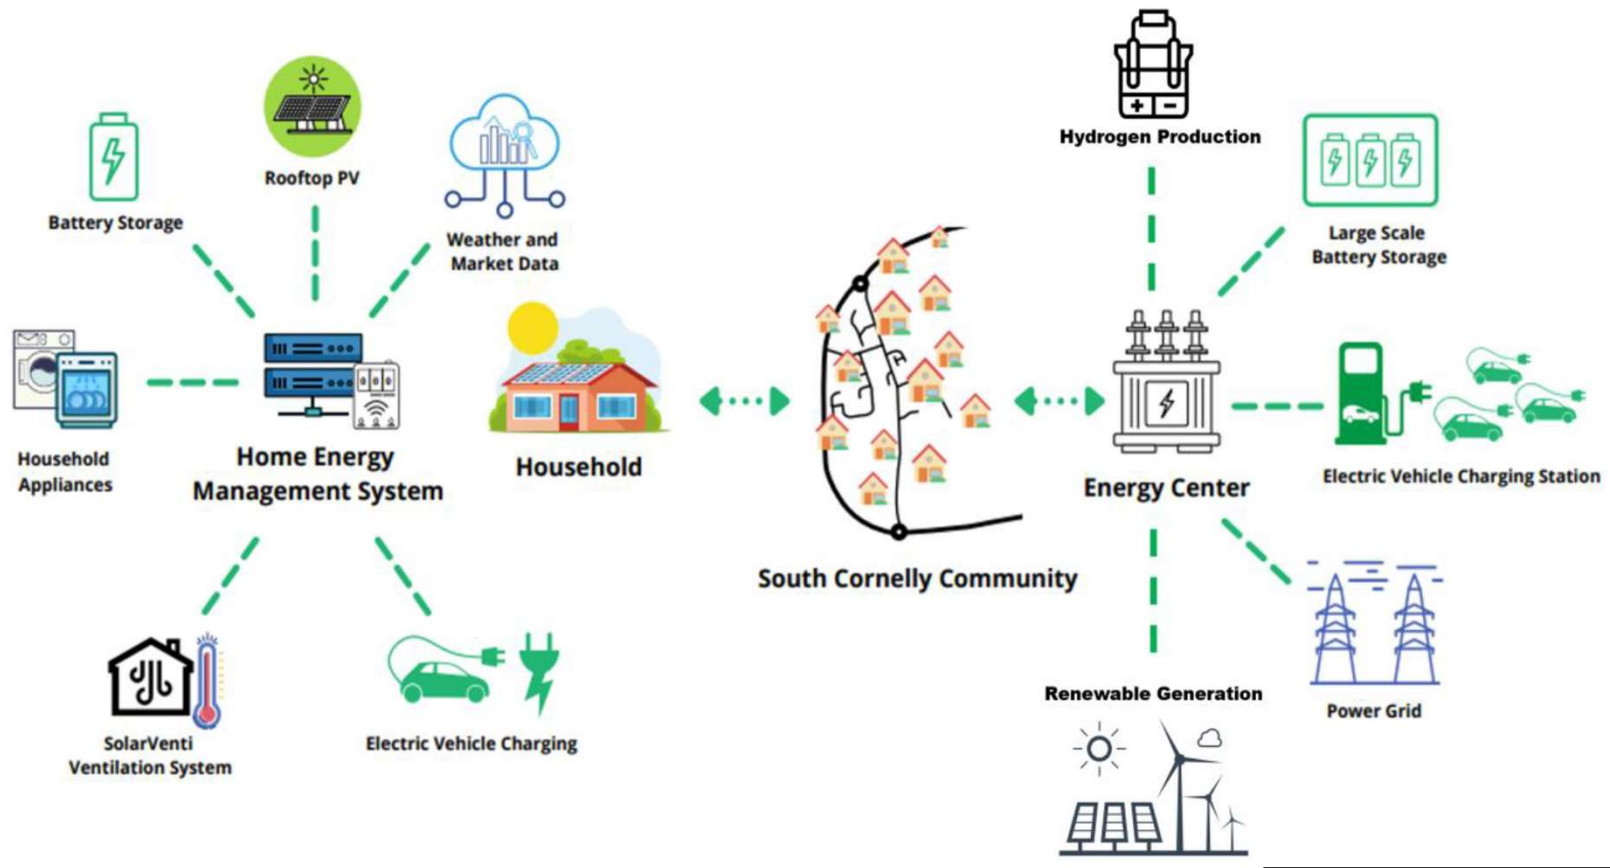 Hydrogen Production
Rooftop PV
Battery Storage
Weather and
Market Data
Large Scale
Battery Storage
Household
Appliances
Home Energy
Management System
Household
Energy Center
Electric Vehicle Charging Station
South Cornelly Community
Renewable Generation
Power Grid
SolarVenti
Ventilation System
Electric Vehicle Charging